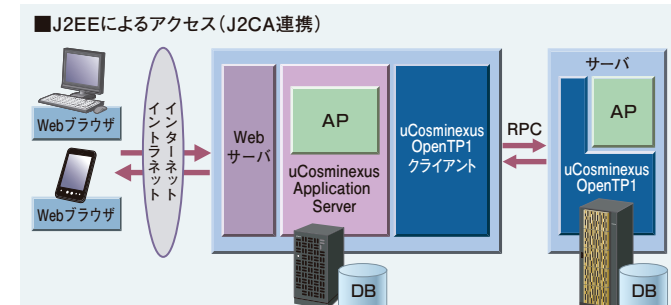 ■J2EEによるアクセス（J2CA連携）
Webブラウザ
Webブラウザ
インターネット
イントラネット
Web
サーバ
AP
uCosminexus
Application
Server
uCosminexus
OpenTP1
クライアント
RPC
サーバ
AP
uCosminexus
OpenTP1
DB
DB